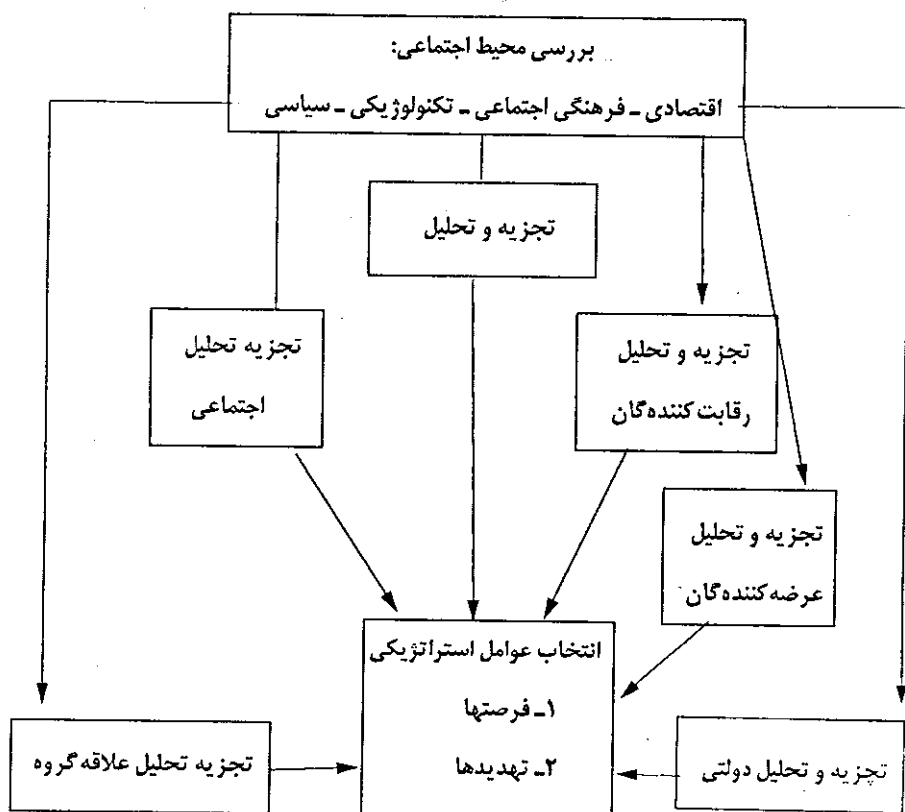 بررسی محیط اجتماعی:
اقتصادی ـ فرهنگی اجتماعی ـ تکنولوژیکی ـ سیاسی
تجزیه و تحلیل
تجزیه و تحلیل
رقابت‌کننده‌گان
تجزیه تحلیل
اجتماعی
تجزیه و تحلیل
عرضه‌کننده‌گان
انتخاب عوامل استراتژیکی
۱ـ فرصتها
۲ـ تهدیدها
تجزیه و تحلیل دولتی
تجزیه تحلیل علاقه گروه